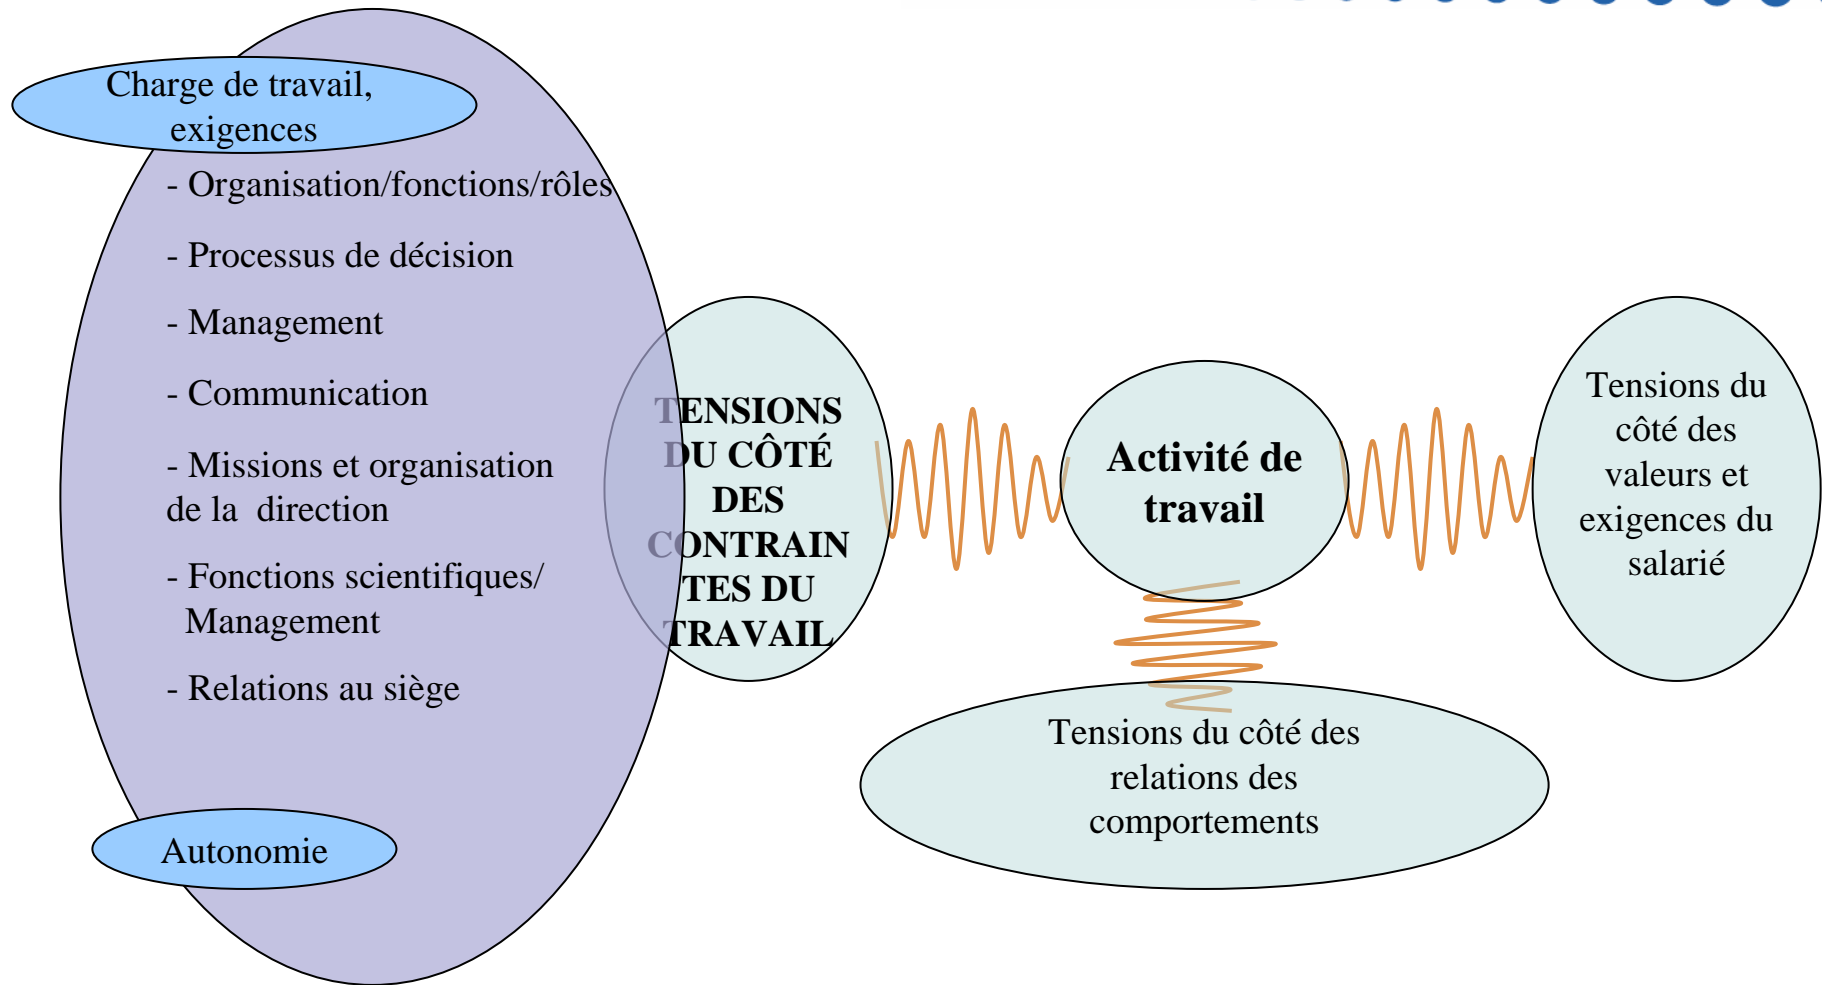 Charge de travail,
exigences
- Organisation/fonctions/rôles
- Processus de décision
- Management
- Communication
- Missions et organisation
de la direction
- Fonctions scientifiques/
Management
- Relations au siège
Autonomie
TENSIONS
DU CÔTÉ
DES
CONTRAIN
TES DU
TRAVAIL
Activité de
travail
Tensions du
côté des
valeurs et
exigences du
salarié
Tensions du côté des
relations des
comportements